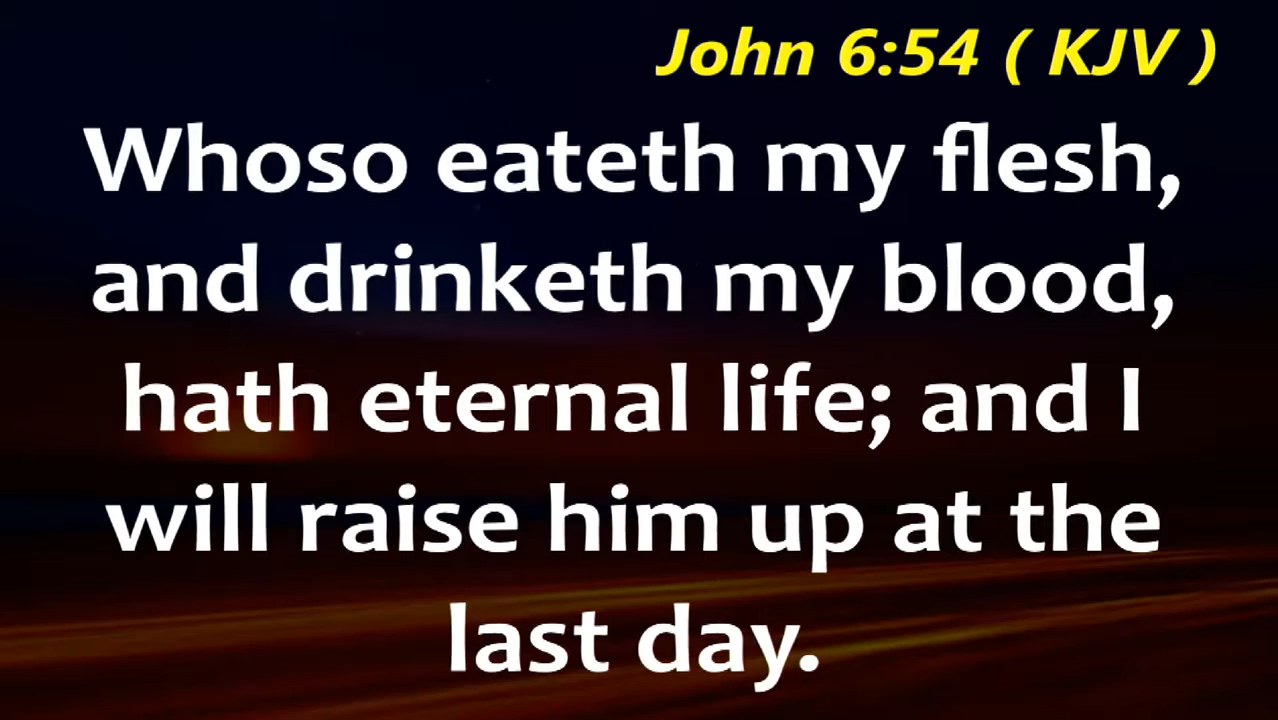 John 6:54 ( KJV )
Whoso eateth my flesh,
and drinketh my blood,
hath eternal life; and I
will raise him up at the
last day.